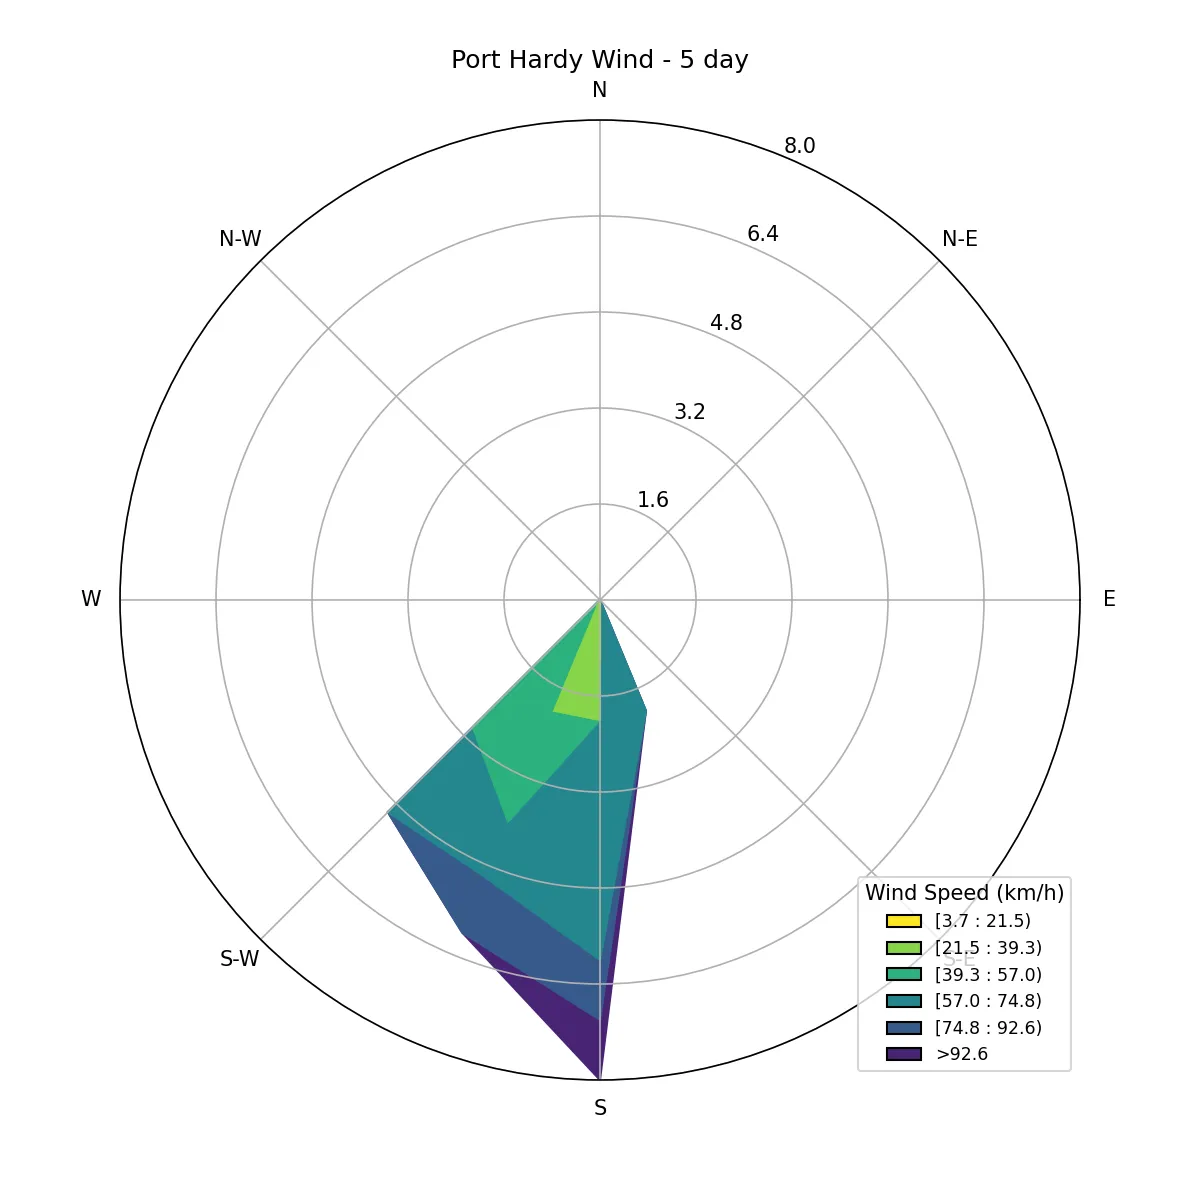 Port Hardy Wind - 5 day
N
8.0
N-W
N-E
6.4
4.8
3.2
1.6
W
E
Wind Speed (km/h)
[3.7 : 21.5)
[21.5 : 39.3)
S-W
S-E
[39.3 : 57.0)
[57.0 : 74.8)
[74.8 : 92.6)
>92.6
S